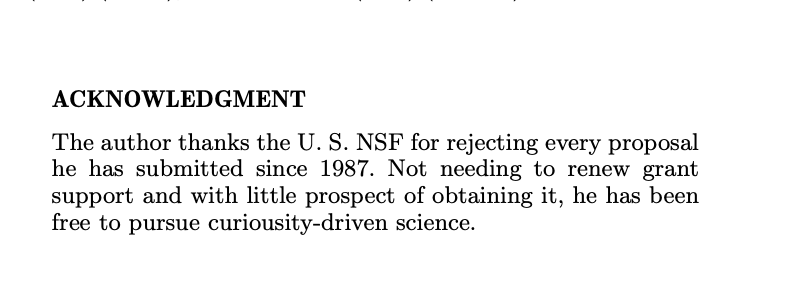 ACKNOWLEDGMENT
The author thanks the U. S. NSF for rejecting every proposal
he has submitted since 1987. Not needing to renew grant
support and with little prospect of obtaining it, he has been
free to pursue curiousity-driven science.